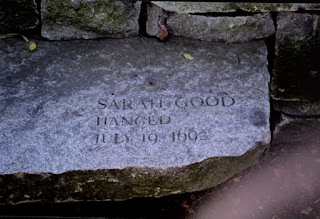 SARAH GOOD
HANGED
JULY 19, 1692